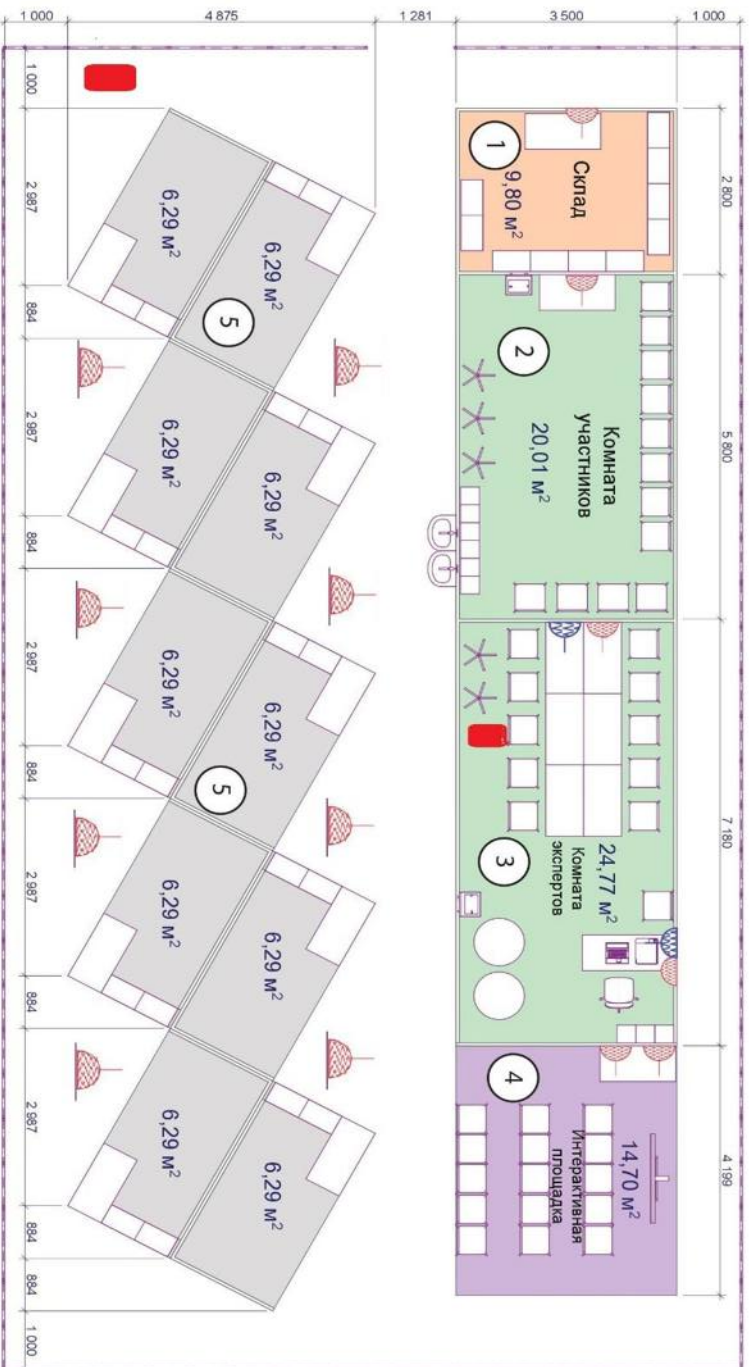 2 800 5 800 7 180 4 199
1 000
3 500
1 281
4 875
1 000
Склад
9,80 м²
1
Комната
участников
20,01 м²
2
24,77 м²
Комната
экспертов
3
14,70 м²
Интерактивная
площадка
4
6,29 м² 6,29 м² 6,29 м² 6,29 м² 6,29 м²
5 5
6,29 м² 6,29 м² 6,29 м² 6,29 м² 6,29 м²
1 000 2 987 884 2 987 884 2 987 884 2 987 884 2 987 884 884 1 000